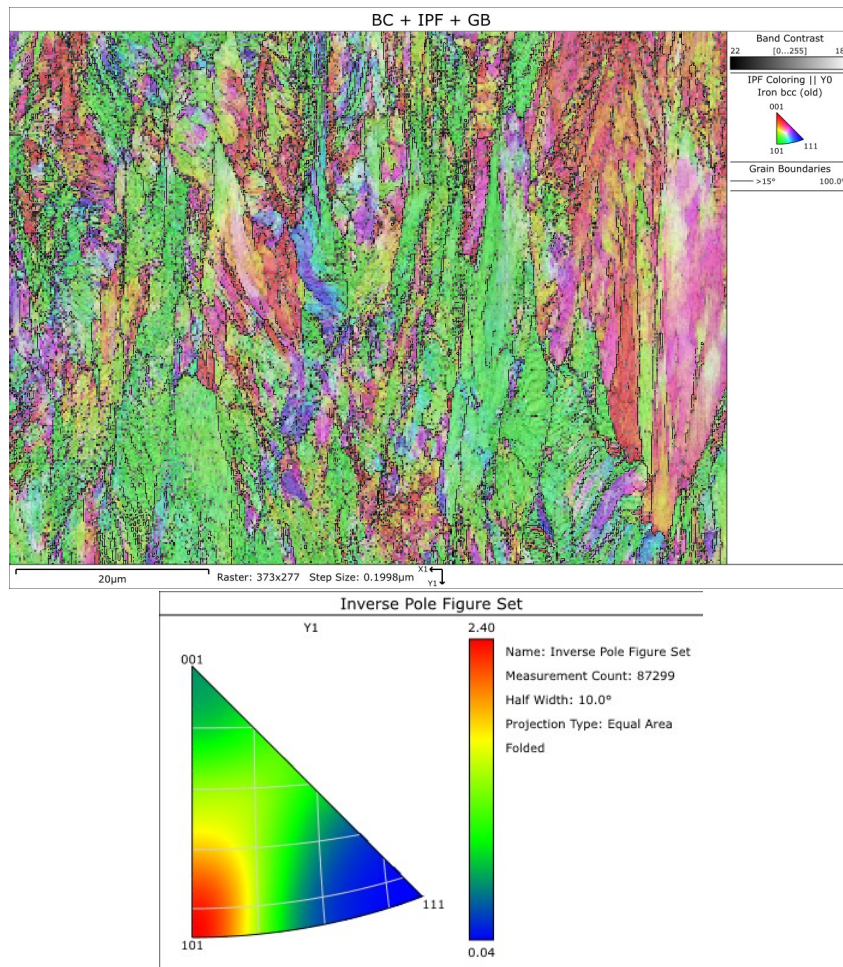 BC + IPF + GB
Band Contrast
22 [0...255] 18
IPF Coloring || Y0
Iron bcc (old)
001
101 111
Grain Boundaries
>15° 100.0%
20µm
Raster: 373x277 Step Size: 0.1998µm
X1
Y1
Inverse Pole Figure Set
Y1
2.40
001
Name: Inverse Pole Figure Set
Measurement Count: 87299
Half Width: 10.0°
Projection Type: Equal Area
Folded
111
101
0.04